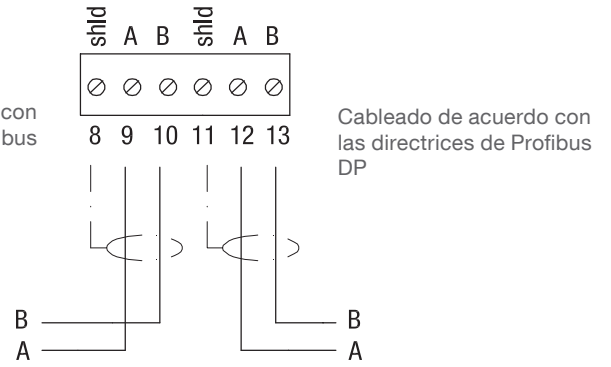 shld A B shld A B
con
bus
8 9 10 11 12 13
Cableado de acuerdo con
las directrices de Profibus
DP
B B
A A